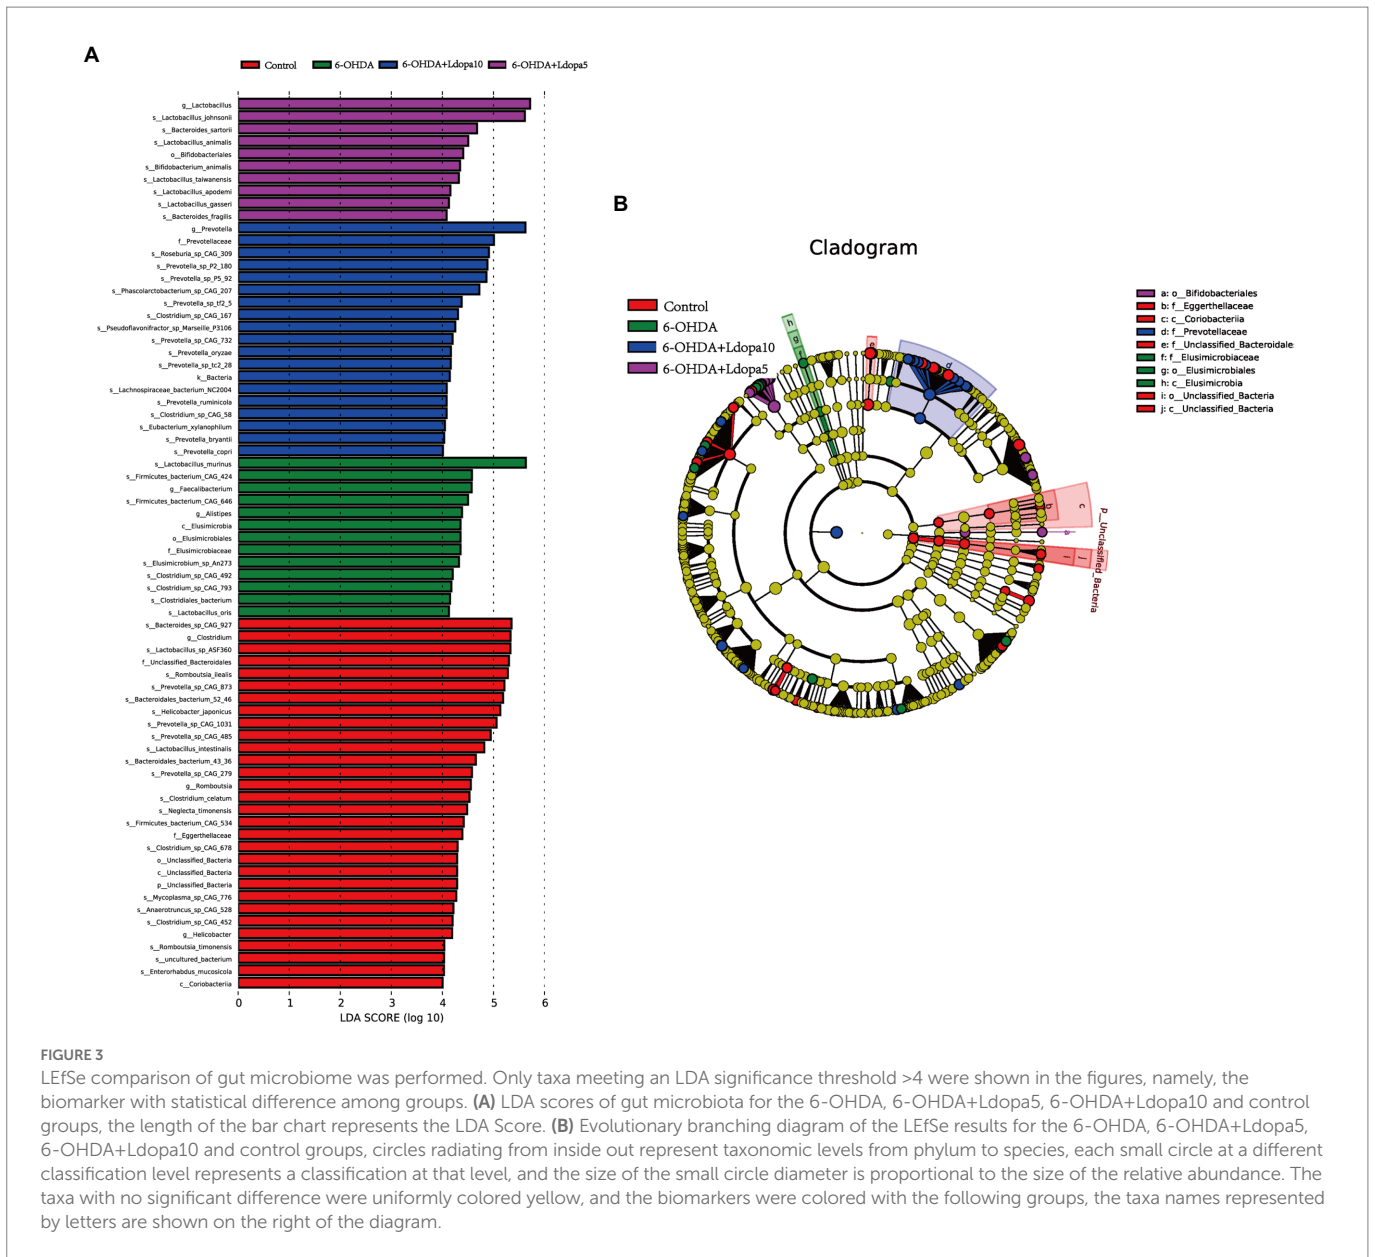 A
Control 6-OHDA 6-OHDA+Ldopa10 6-OHDA+Ldopa5
g__Lactobacillus
s__Lactobacillus_johnsonii
s__Bacteroides_sartorii
s__Lactobacillus_animalis
o__Bifidobacteriales
s__Bifidobacterium_animalis
s__Lactobacillus_taiwanensis
s__Lactobacillus_apodemi
s__Lactobacillus_gasseri
s__Bacteroides_fragilis
g__Prevotella
f__Prevotellaceae
s__Roseburia_sp_CAG_309
s__Prevotella_sp_P2_180
s__Prevotella_sp_P5_92
s__Phascolarctobacterium_sp_CAG_207
s__Prevotella_sp_tf2_5
s__Clostridium_sp_CAG_167
s__Pseudoflavonifractor_sp_Marseille_P3106
s__Prevotella_sp_CAG_732
s__Prevotella_oryzae
s__Prevotella_sp_tc2_28
k__Bacteria
s__Lachnospiraceae_bacterium_NC2004
s__Prevotella_ruminicola
s__Clostridium_sp_CAG_58
s__Eubacterium_xylanophilum
s__Prevotella_bryantii
s__Prevotella_copri
s__Lactobacillus_murinus
s__Firmicutes_bacterium_CAG_424
g__Faecalibacterium
s__Firmicutes_bacterium_CAG_646
g__Alistipes
c__Elusimicrobia
o__Elusimicrobiales
f__Elusimicrobiaceae
s__Elusimicrobium_sp_An273
s__Clostridium_sp_CAG_492
s__Clostridium_sp_CAG_793
s__Clostridiales_bacterium
s__Lactobacillus_oris
s__Bacteroides_sp_CAG_927
g__Clostridium
s__Lactobacillus_sp_ASF360
f__Unclassified_Bacteroidales
s__Romboutsia_ilealis
s__Prevotella_sp_CAG_873
s__Bacteroidales_bacterium_52_46
s__Helicobacter_japonicus
s__Prevotella_sp_CAG_1031
s__Prevotella_sp_CAG_485
s__Lactobacillus_intestinalis
s__Bacteroidales_bacterium_43_36
s__Prevotella_sp_CAG_279
g__Romboutsia
s__Clostridium_celatum
s__Neglecta_timonensis
s__Firmicutes_bacterium_CAG_534
f__Eggerthellaceae
s__Clostridium_sp_CAG_678
o__Unclassified_Bacteria
c__Unclassified_Bacteria
p__Unclassified_Bacteria
s__Mycoplasma_sp_CAG_776
s__Anaerotruncus_sp_CAG_528
s__Clostridium_sp_CAG_452
g__Helicobacter
s__Romboutsia_timonensis
s__uncultured_bacterium
s__Enterorhabdus_mucosicola
c__Coriobacteriia
0 1 2 3 4 5 6
LDA SCORE (log 10)
B
Cladogram
Control
6-OHDA
6-OHDA+Ldopa10
6-OHDA+Ldopa5
h
g
f
e
d
b
c
a
i
j
p__Unclassified_Bacteria
a: o__Bifidobacteriales
b: f__Eggerthellaceae
c: c__Coriobacteriia
d: f__Prevotellaceae
e: f__Unclassified_Bacteroidale
f: f__Elusimicrobiaceae
g: o__Elusimicrobiales
h: c__Elusimicrobia
i: o__Unclassified_Bacteria
j: c__Unclassified_Bacteria
FIGURE 3
LEfSe comparison of gut microbiome was performed. Only taxa meeting an LDA significance threshold >4 were shown in the figures, namely, the
biomarker with statistical difference among groups. (A) LDA scores of gut microbiota for the 6-OHDA, 6-OHDA+Ldopa5, 6-OHDA+Ldopa10 and control
groups, the length of the bar chart represents the LDA Score. (B) Evolutionary branching diagram of the LEfSe results for the 6-OHDA, 6-OHDA+Ldopa5,
6-OHDA+Ldopa10 and control groups, circles radiating from inside out represent taxonomic levels from phylum to species, each small circle at a different
classification level represents a classification at that level, and the size of the small circle diameter is proportional to the size of the relative abundance. The
taxa with no significant difference were uniformly colored yellow, and the biomarkers were colored with the following groups, the taxa names represented
by letters are shown on the right of the diagram.